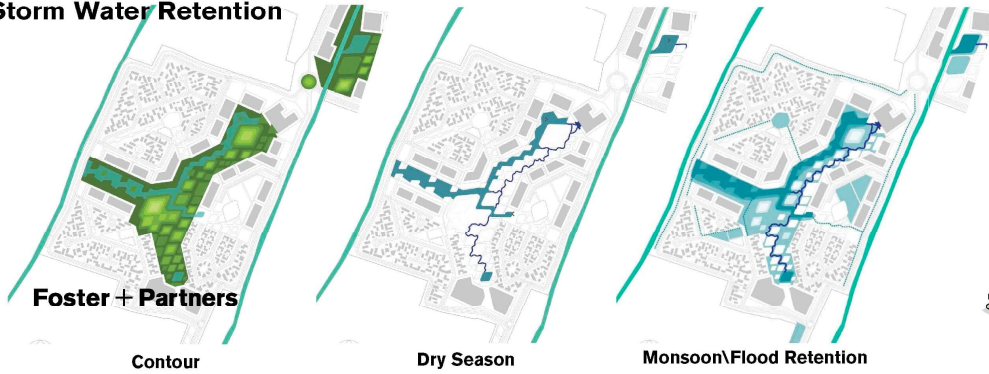 Storm Water Retention
Foster + Partners
Contour
Dry Season
Monsoon\Flood Retention